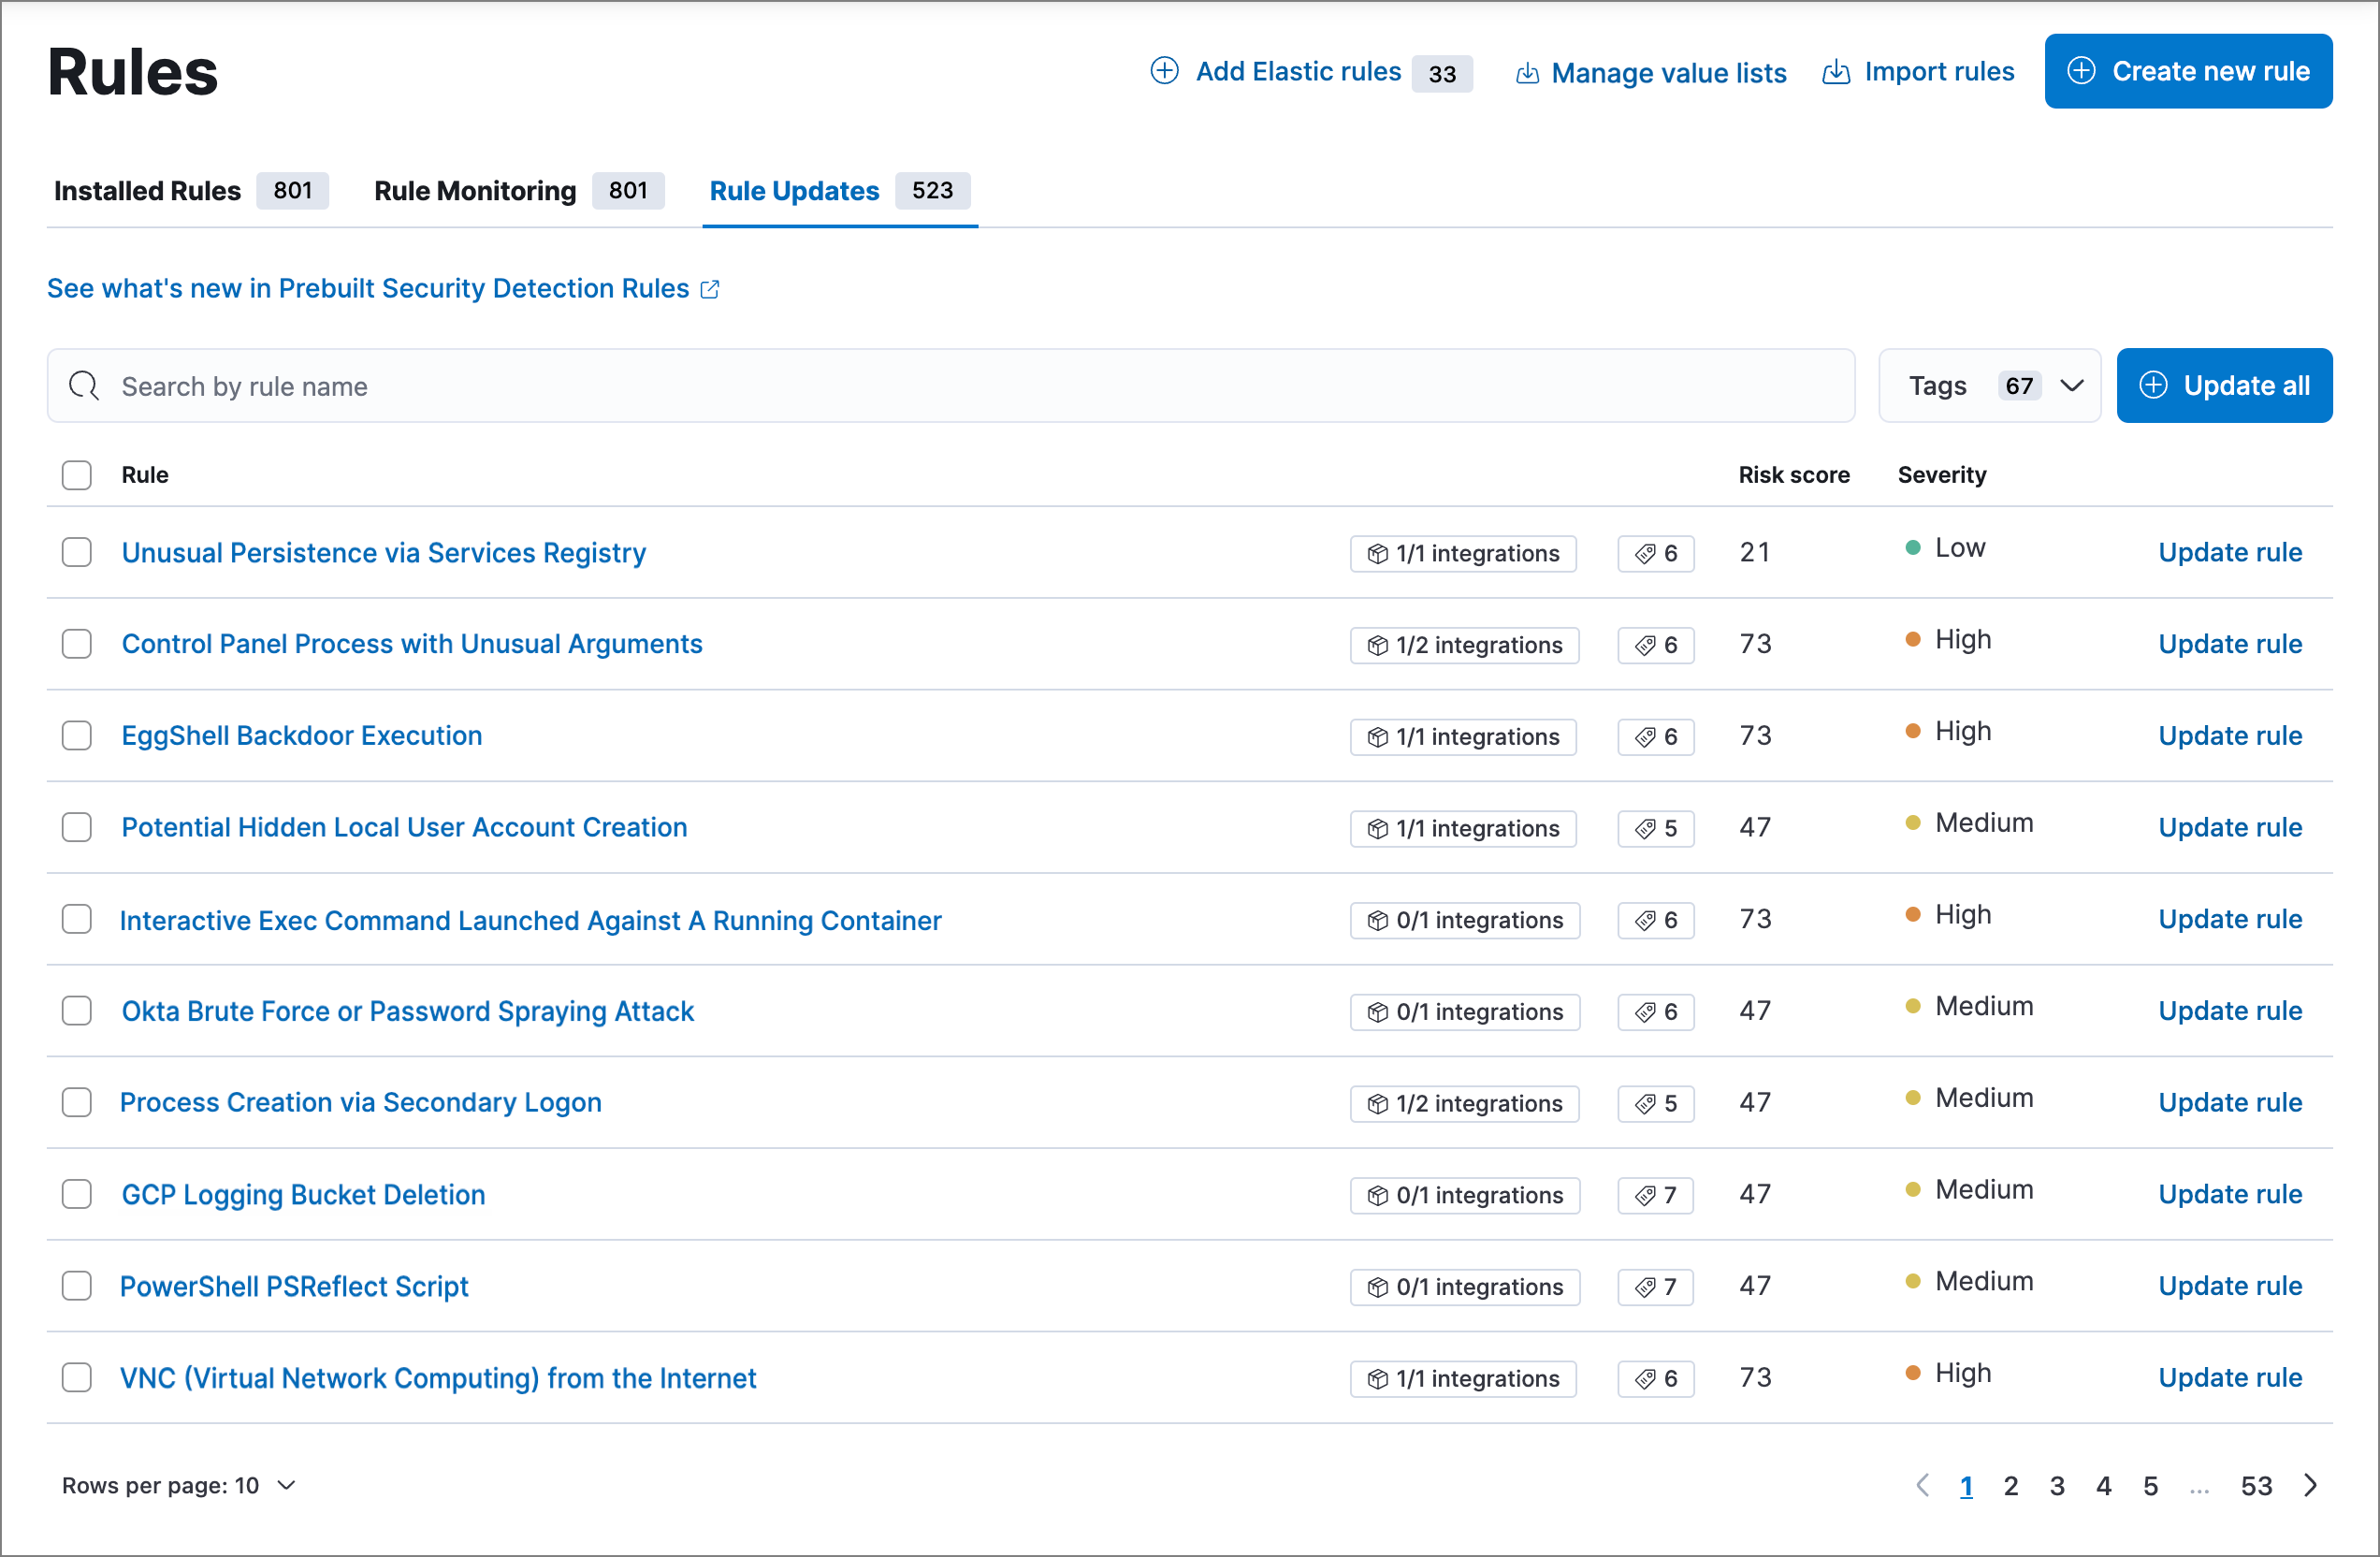 Rules
Add Elastic rules 33 Manage value lists Import rules Create new rule
Installed Rules 801 Rule Monitoring 801 Rule Updates 523
See what's new in Prebuilt Security Detection Rules
Search by rule name Tags 67 Update all
Rule Risk score Severity
Unusual Persistence via Services Registry 1/1 integrations 6 21 Low Update rule
Control Panel Process with Unusual Arguments 1/2 integrations 6 73 High Update rule
EggShell Backdoor Execution 1/1 integrations 6 73 High Update rule
Potential Hidden Local User Account Creation 1/1 integrations 5 47 Medium Update rule
Interactive Exec Command Launched Against A Running Container 0/1 integrations 6 73 High Update rule
Okta Brute Force or Password Spraying Attack 0/1 integrations 6 47 Medium Update rule
Process Creation via Secondary Logon 1/2 integrations 5 47 Medium Update rule
GCP Logging Bucket Deletion 0/1 integrations 7 47 Medium Update rule
PowerShell PSReflect Script 0/1 integrations 7 47 Medium Update rule
VNC (Virtual Network Computing) from the Internet 1/1 integrations 6 73 High Update rule
Rows per page: 10 1 2 3 4 5 ... 53